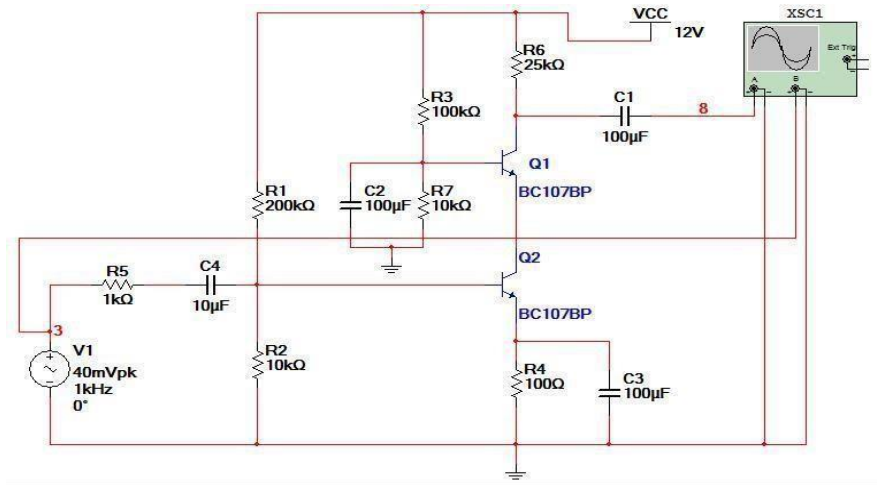 VCC
12V
XSC1
Ext Trig
+
-
A
B
+
-
+
-
R6
25kΩ
R3
100kΩ
C1
100µF
8
Q1
BC107BP
R1
200kΩ
C2
100µF
R7
10kΩ
Q2
BC107BP
R5
1kΩ
C4
10µF
3
V1
40mVpk
1kHz
0°
R2
10kΩ
R4
100Ω
C3
100µF